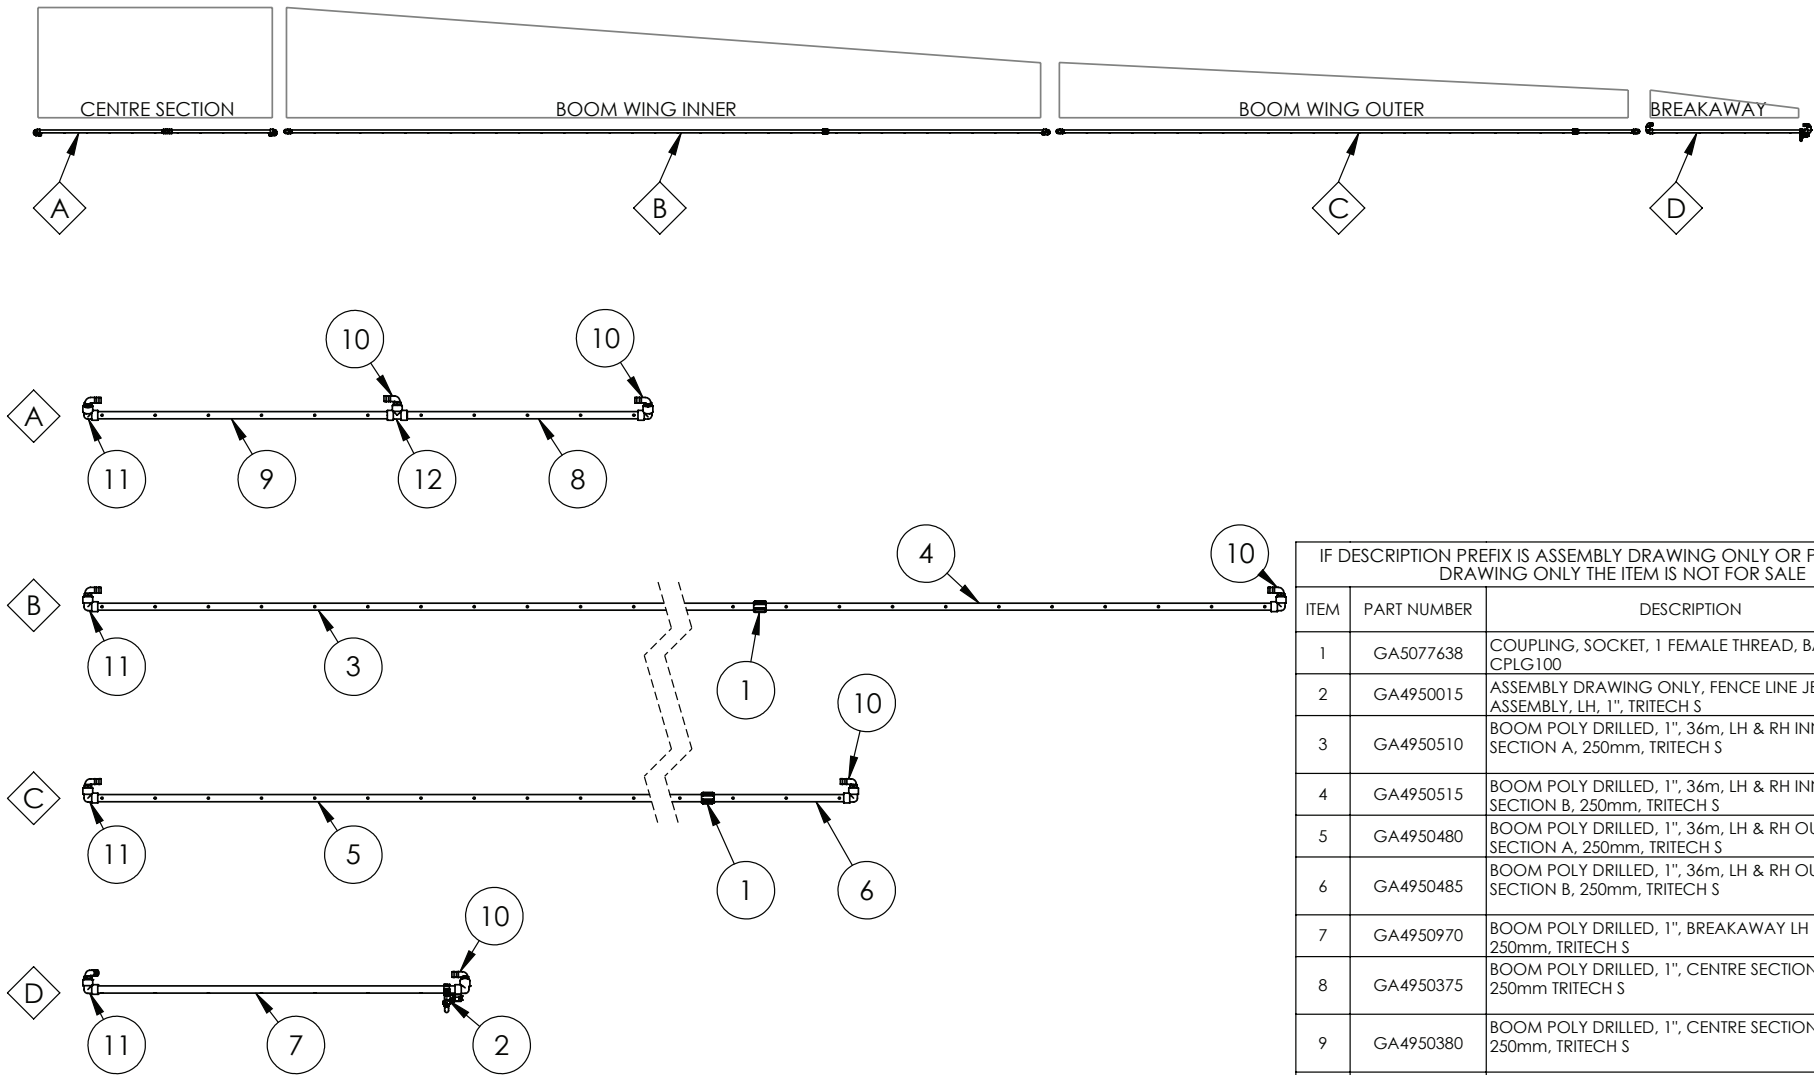 CENTRE SECTION
BOOM WING INNER
BOOM WING OUTER
BREAKAWAY
A
B
C
D
10
10
A
11
9
12
8
4
10
B
11
3
1
10
C
11
5
1
6
10
D
11
7
2
IF DESCRIPTION PREFIX IS ASSEMBLY DRAWING ONLY OR
DRAWING ONLY THE ITEM IS NOT FOR SALE
ITEM PART NUMBER DESCRIPTION
1 GA5077638 COUPLING, SOCKET, 1 FEMALE THREAD,
CPLG100
2 GA4950015 ASSEMBLY DRAWING ONLY, FENCE LINE
ASSEMBLY, LH, 1", TRITECH S
3 GA4950510 BOOM POLY DRILLED, 1", 36m, LH & RH
SECTION A, 250mm, TRITECH S
4 GA4950515 BOOM POLY DRILLED, 1", 36m, LH & RH
SECTION B, 250mm, TRITECH S
5 GA4950480 BOOM POLY DRILLED, 1", 36m, LH & RH
SECTION A, 250mm, TRITECH S
6 GA4950485 BOOM POLY DRILLED, 1", 36m, LH & RH
SECTION B, 250mm, TRITECH S
7 GA4950970 BOOM POLY DRILLED, 1", BREAKAWAY LH
250mm, TRITECH S
8 GA4950375 BOOM POLY DRILLED, 1", CENTRE SECTION
250mm TRITECH S
9 GA4950380 BOOM POLY DRILLED, 1", CENTRE SECTION
250mm, TRITECH S